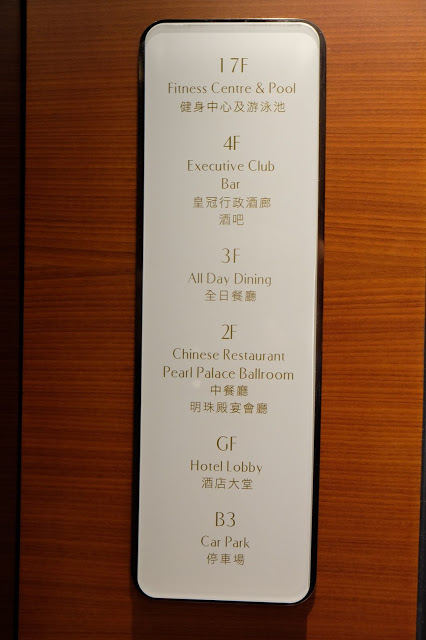 17F
Fitness Centre & Pool
健身中心及游泳池
4F
Executive Club
Bar
皇冠行政酒廊
酒吧
3F
All Day Dining
全日餐廳
2F
Chinese Restaurant
Pearl Palace Ballroom
中餐廳
明珠殿宴會廳
GF
Hotel Lobby
酒店大堂
B3
Car Park
停車場